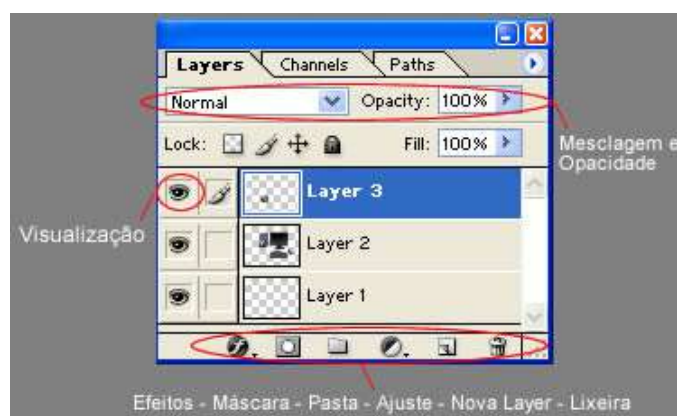 Layers Channels Paths
Normal Opacity: 100%
Lock: Fill: 100%
Mesclagem e
Opacidade
Layer 3
Visualização
Layer 2
Layer 1
Efeitos - Máscara - Pasta - Ajuste - Nova Layer - Lixeira